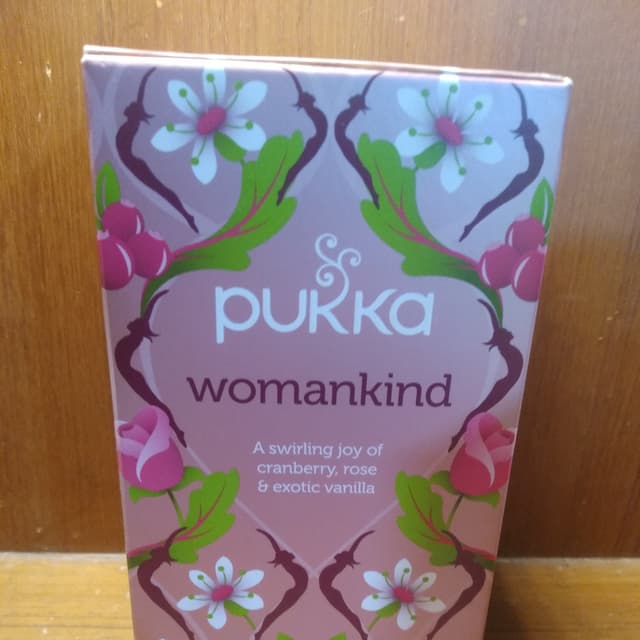 pukka
womankind
A swirling joy of
cranberry, rose
& exotic vanilla